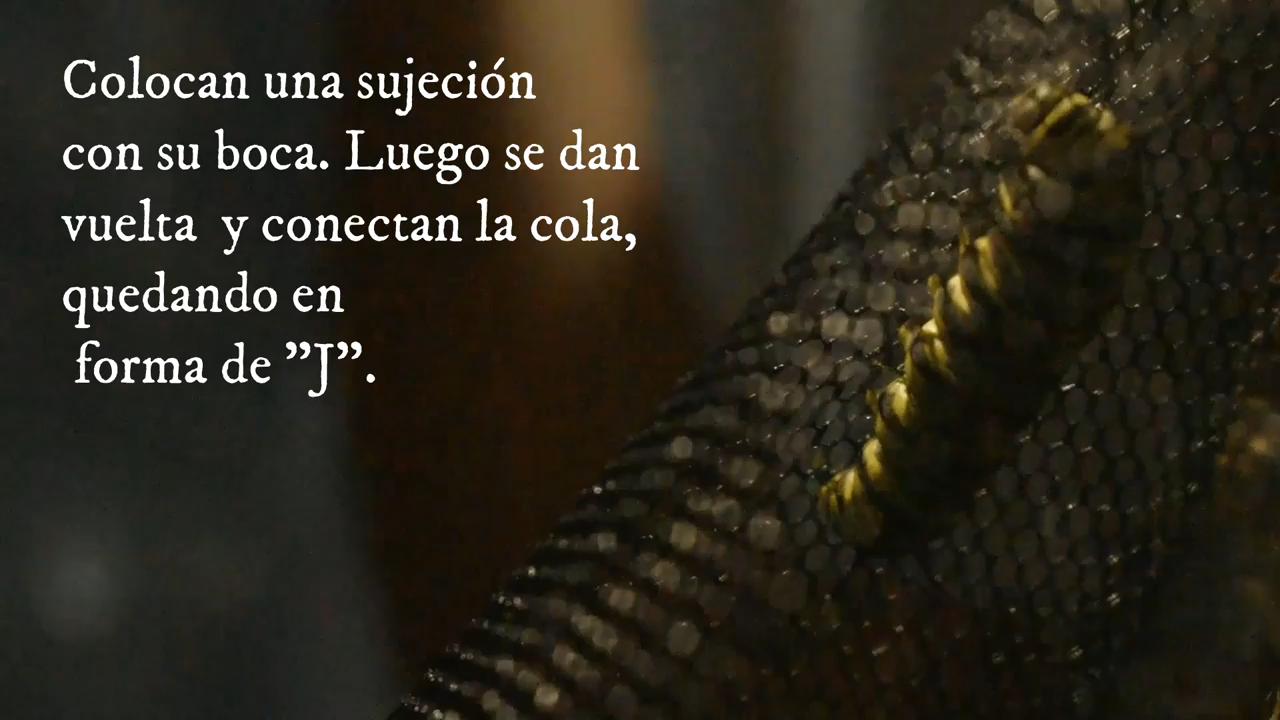 Colocan una sujeción
con su boca. Luego se dan
vuelta  y conectan la cola,
quedando en
forma de ”J”.